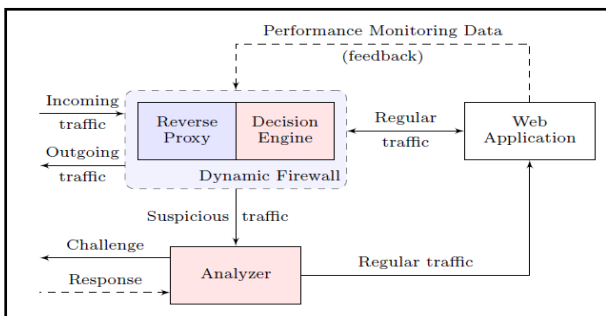 Performance Monitoring Data
(feedback)
Incoming
traffic
Outgoing
traffic
Reverse
Proxy
Decision
Engine
Dynamic Firewall
Regular
traffic
Web
Application
Suspicious traffic
Challenge
Response
Analyzer
Regular traffic